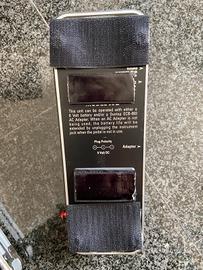 This unit can be operated with either a
9 Volt battery and/or a Dunlop ECB-003
AC Adapter. When an AC Adapter is not
being used, the battery life will be
extended by unplugging the instrument
jack when the pedal is not in use.
Plug Polarity
9 Volt DC
Adapter